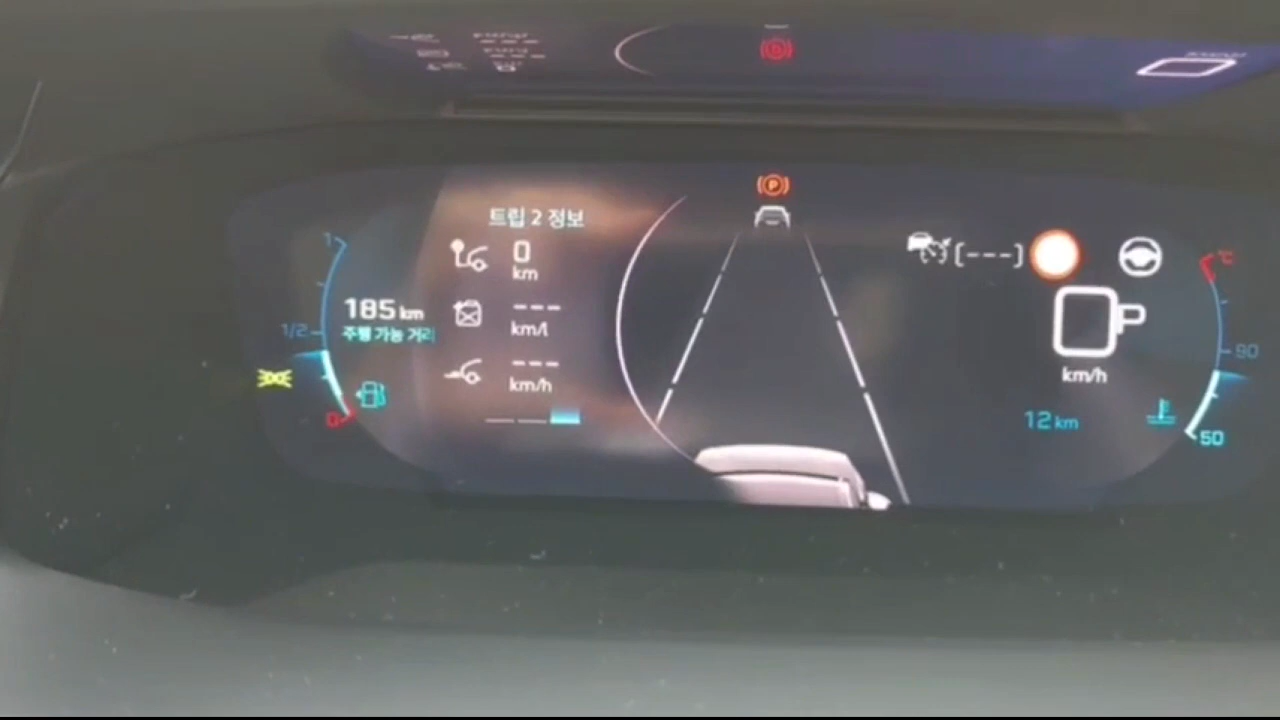 트립 2 정보
0
km
---
km/l
---
km/h
1
1/2
0
185 km
주행 가능 거리
(P)
(---)
km/h
12 km
°C
90
50